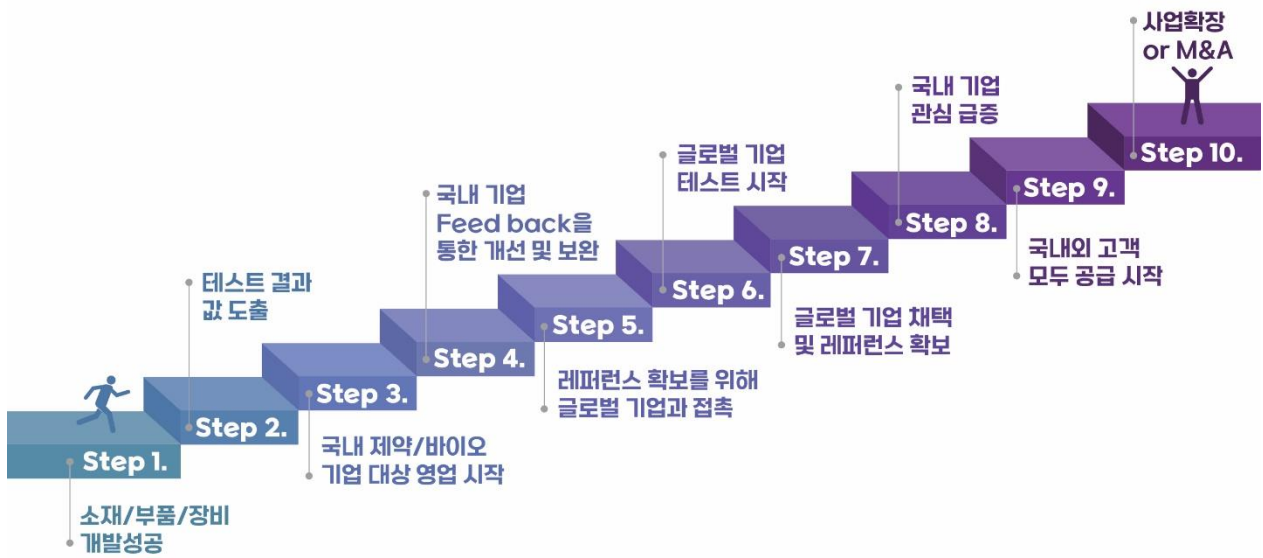 Step 1.
소재/부품/장비
개발성공
Step 2.
테스트 결과
값 도출
Step 3.
국내 제약/바이오
기업 대상 영업 시작
Step 4.
국내 기업
Feed back을
통한 개선 및 보완
Step 5.
레퍼런스 확보를 위해
글로벌 기업과 접촉
Step 6.
글로벌 기업
테스트 시작
Step 7.
글로벌 기업 채택
및 레퍼런스 확보
Step 8.
국내 기업
관심 급증
Step 9.
국내외 고객
모두 공급 시작
Step 10.
사업확장
or M&A